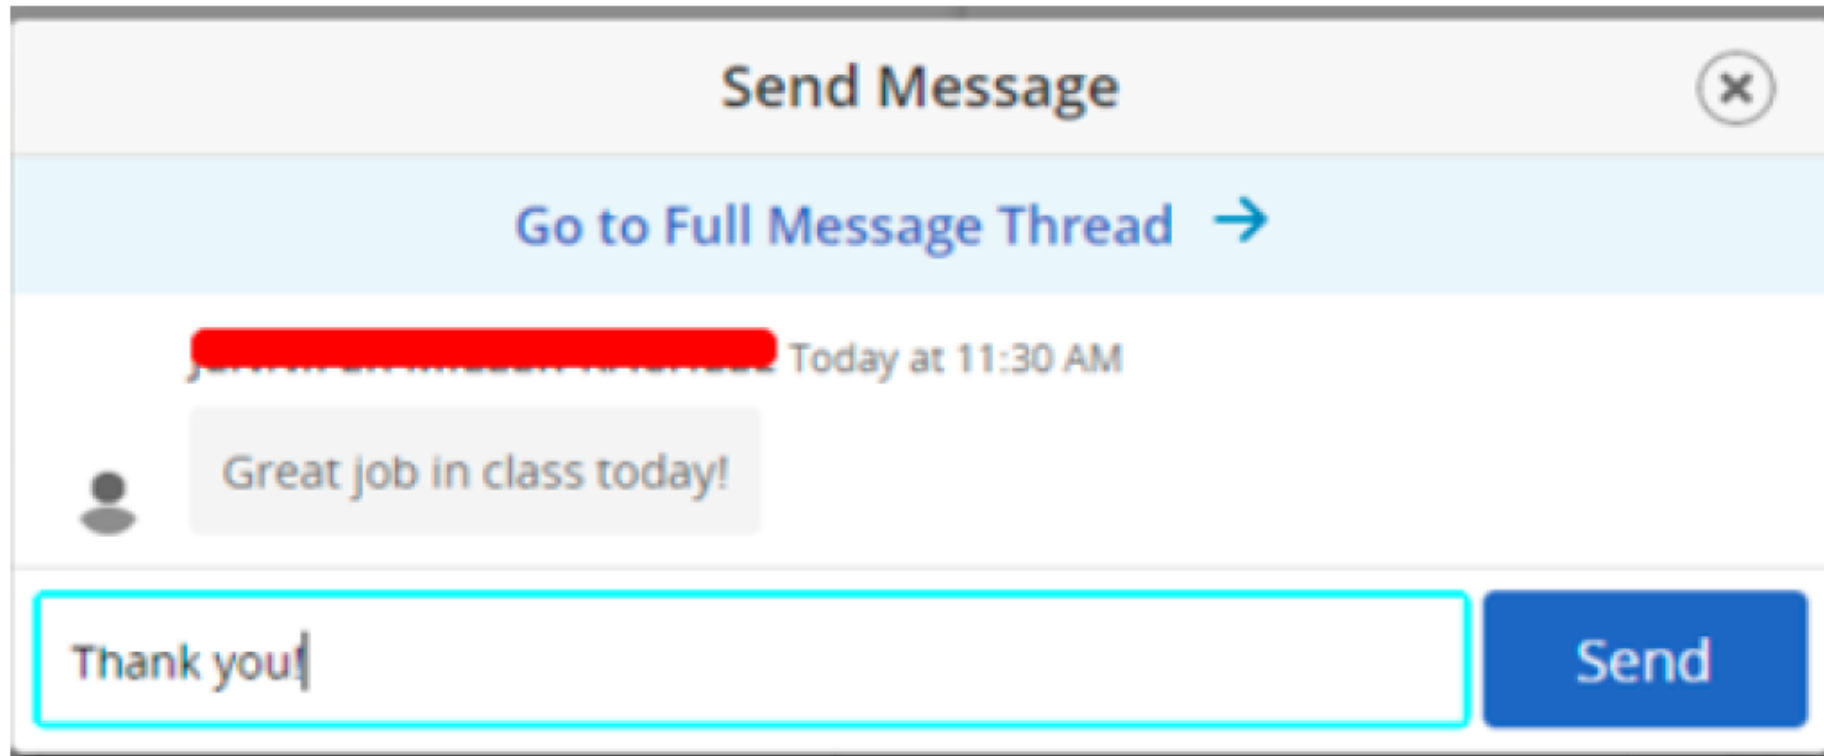 Send Message
Go to Full Message Thread →
Today at 11:30 AM
Great job in class today!
Thank you!
Send